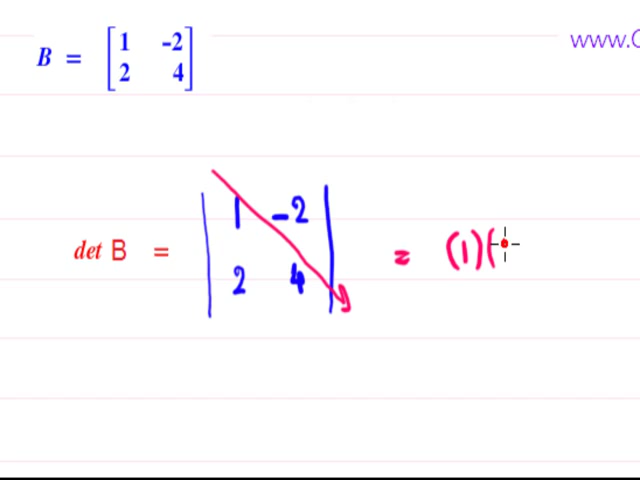 B = [1 -2
2 4]
www.
det B = | 1 -2
2 4 | = (1)(